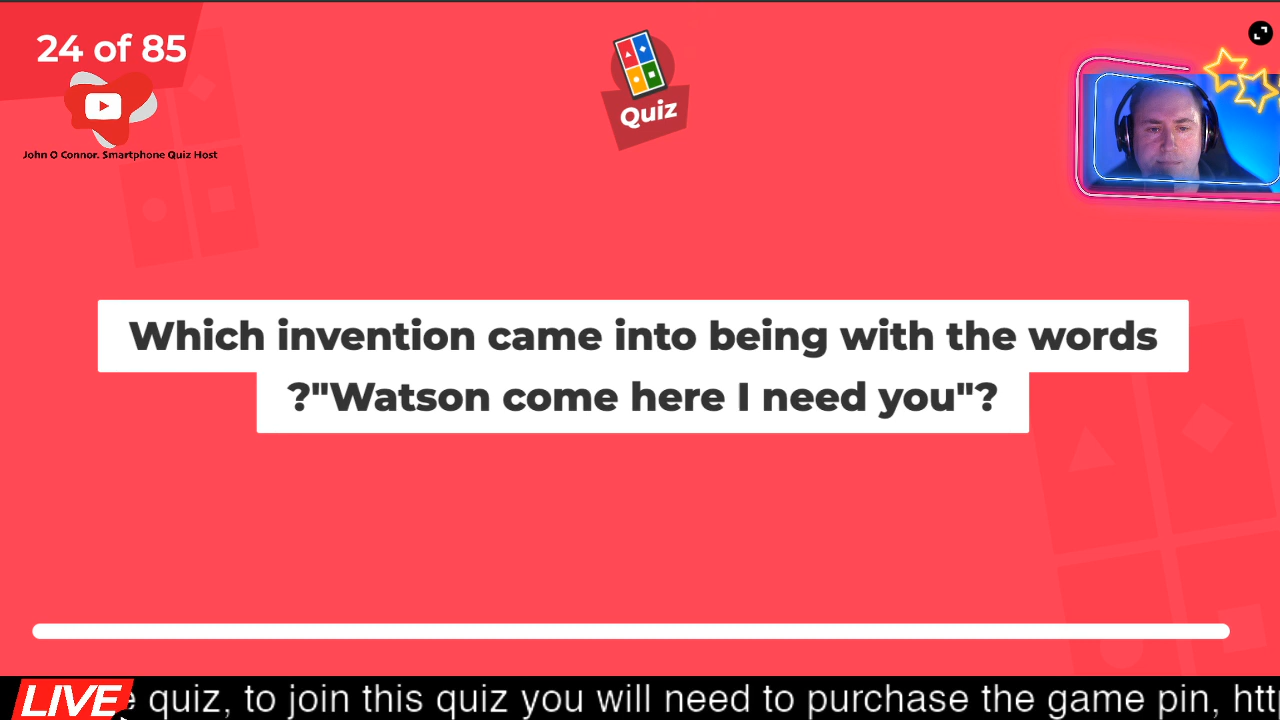 24 of 85
Quiz
John O Connor. Smartphone Quiz Host
Which invention came into being with the words
?"Watson come here I need you"?
LIVE
quiz, to join this quiz you will need to purchase the game pin,